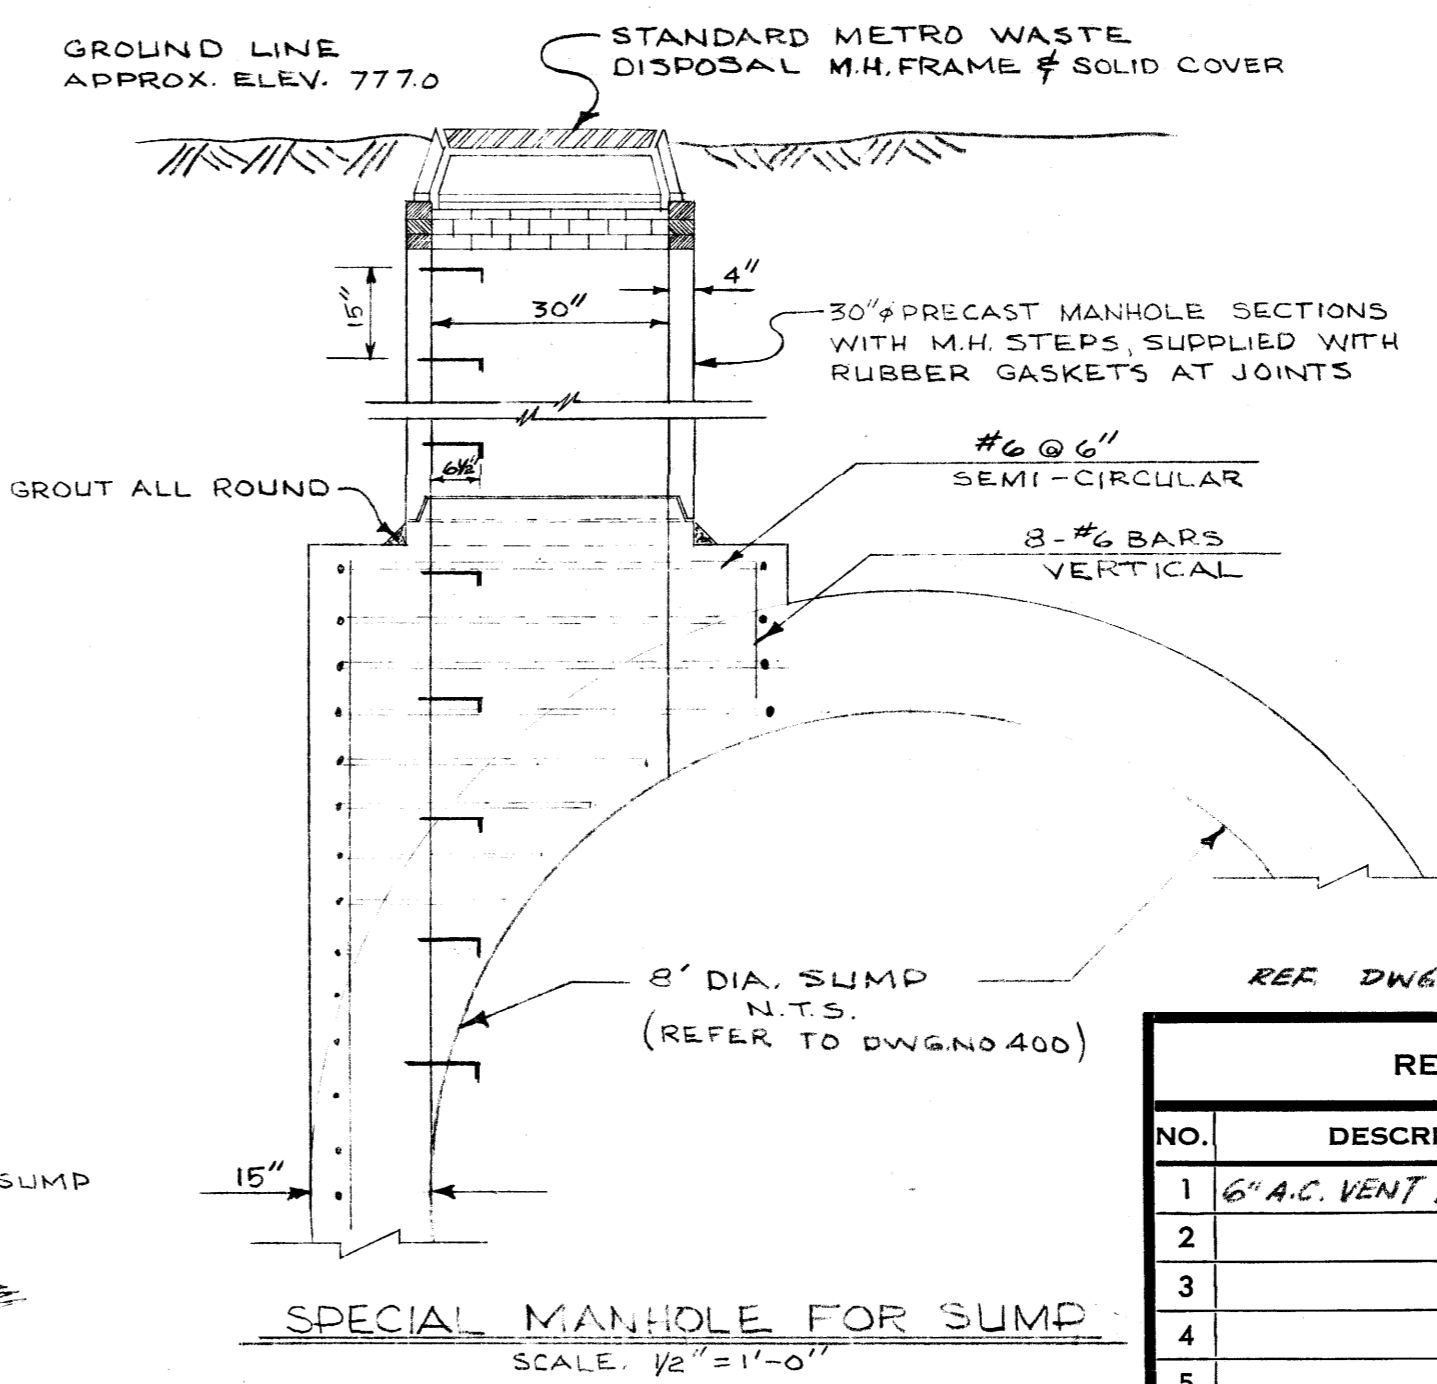 GROUND LINE
APPROX. ELEV. 777.0
STANDARD METRO WASTE
DISPOSAL M.H. FRAME & SOLID COVER
15"
30"
4"
30"⌀ PRECAST MANHOLE SECTIONS
WITH M.H. STEPS, SUPPLIED WITH
RUBBER GASKETS AT JOINTS
6½"
GROUT ALL ROUND
#6 @ 6"
SEMI-CIRCULAR
8-#6 BARS
VERTICAL
8' DIA. SUMP
N.T.S.
(REFER TO DWG. NO 400)
REF. DWG
SUMP
15"
RE
NO. DESCRI
1 6" A.C. VENT
2
3
4
5
SPECIAL MANHOLE FOR SUMP
SCALE. 1/2" = 1'-0"